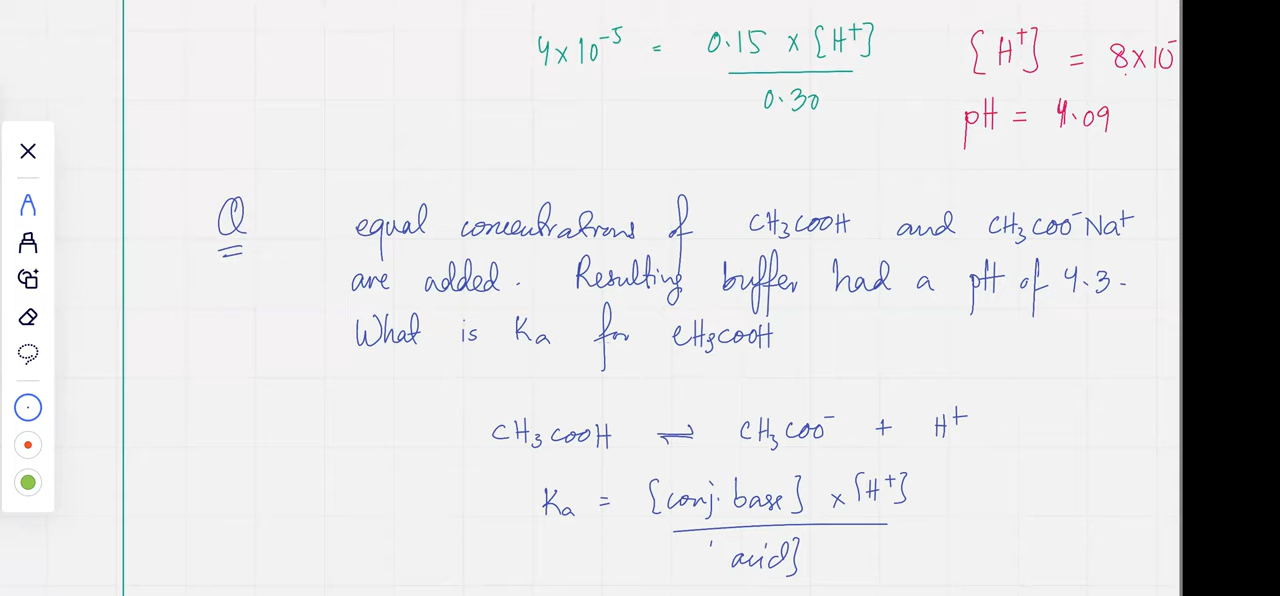 4x10⁻⁵ = 0.15 x [H⁺]
0.30
[H⁺] = 8x10⁻
pH = 4.09
Q equal concentrations of CH₃COOH and CH₃COO⁻Na⁺
are added. Resulting buffer had a pH of 4.3.
What is Ka for CH₃COOH
CH₃COOH ⇌ CH₃COO⁻ + H⁺
Ka = [conj. base] x [H⁺]
acid]